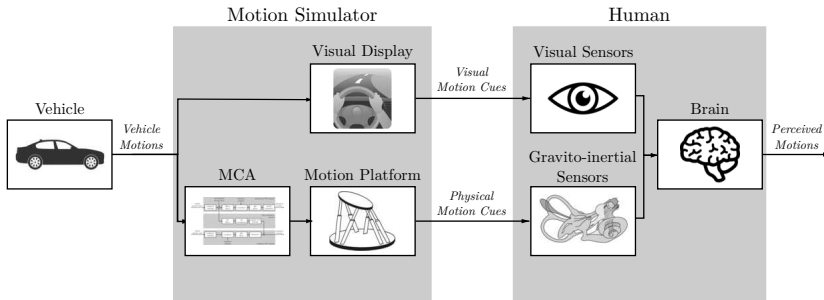 Motion Simulator
Human
Visual Display
Visual Sensors
Vehicle
Vehicle
Motions
Visual
Motion Cues
Brain
Perceived
Motions
MCA
Motion Platform
Gravito-inertial
Sensors
Physical
Motion Cues